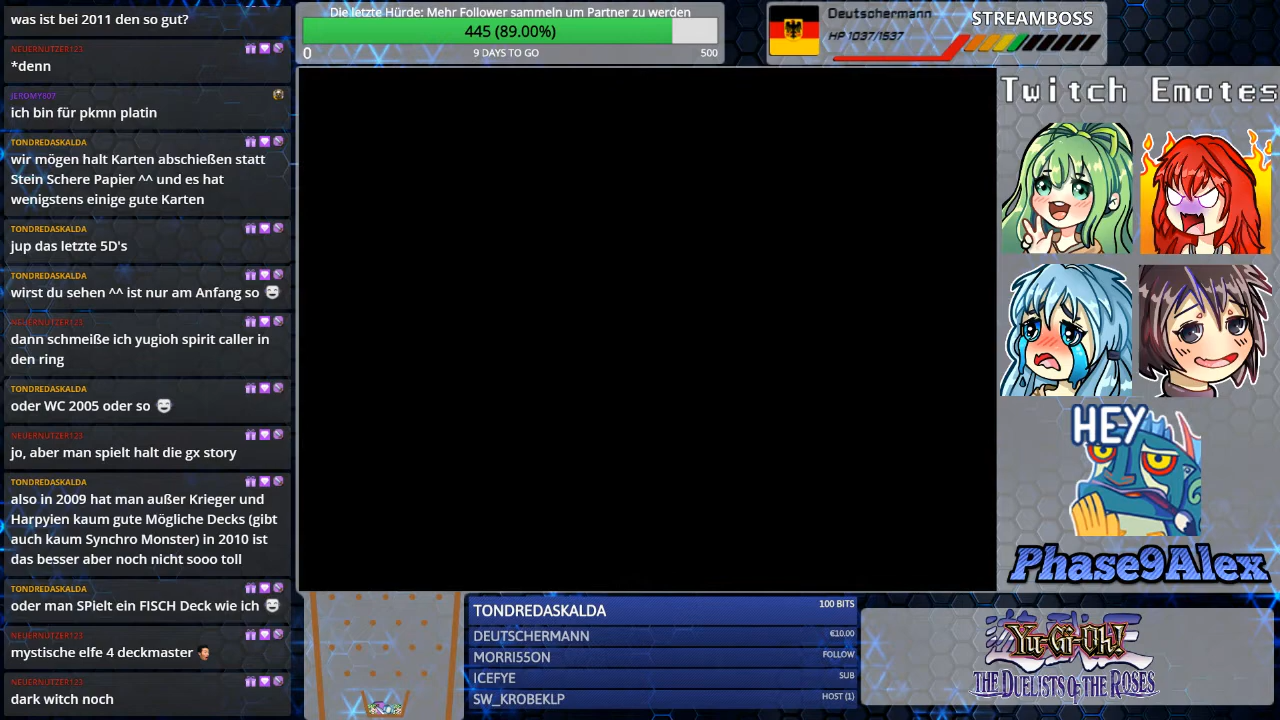 was ist bei 2011 den so gut?
NEUERNUTZER123
*denn
JEROMY807
ich bin für pkmn platin
TONDREDASKALDA
wir mögen halt Karten abschießen statt
Stein Schere Papier ^^ und es hat
wenigstens einige gute Karten
TONDREDASKALDA
jup das letzte 5D's
TONDREDASKALDA
wirst du sehen ^^ ist nur am Anfang so
NEUERNUTZER123
dann schmeiße ich yugioh spirit caller in
den ring
TONDREDASKALDA
oder WC 2005 oder so
NEUERNUTZER123
jo, aber man spielt halt die gx story
TONDREDASKALDA
also in 2009 hat man außer Krieger und
Harpyien kaum gute Mögliche Decks (gibt
auch kaum Synchro Monster) in 2010 ist
das besser aber noch nicht sooo toll
TONDREDASKALDA
oder man SPielt ein FISCH Deck wie ich
NEUERNUTZER123
mystische elfe 4 deckmaster
NEUERNUTZER123
dark witch noch
Die letzte Hürde: Mehr Follower sammeln um Partner zu werden
445 (89.00%)
0 9 DAYS TO GO 500
Deutschermann
HP 1037/1537
STREAMBOSS
Twitch Emotes
HEY
Phase9Alex
TONDREDASKALDA 100 BITS
DEUTSCHERMANN €10.00
MORRI55ON FOLLOW
ICEFYE SUB
SW_KROBEKLP HOST (1)
遊戯王
Yu-Gi-Oh!
THE DUELISTS OF THE ROSES